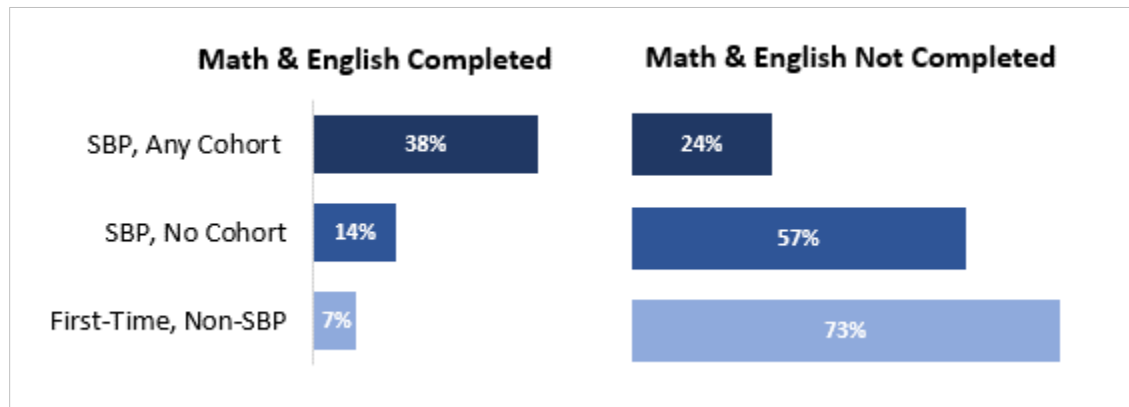 Math & English Completed
Math & English Not Completed
SBP, Any Cohort
38%
24%
SBP, No Cohort
14%
57%
First-Time, Non-SBP
7%
73%